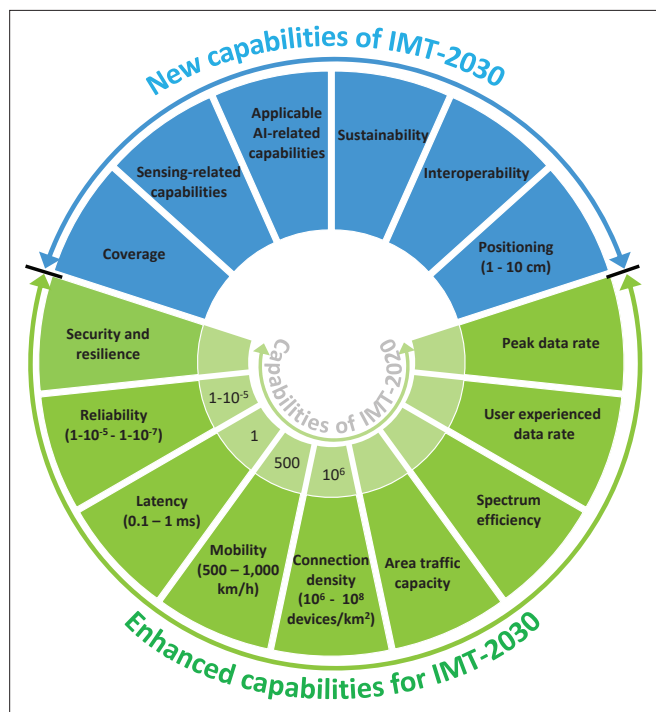 New capabilities of IMT-2030
Coverage
Sensing-related
capabilities
Applicable
AI-related
capabilities
Sustainability
Interoperability
Positioning
(1 - 10 cm)
Capabilities of IMT-2020
Security and
resilience
Reliability
(1-10⁻⁵ - 1-10⁻⁷)
1-10⁻⁵
Latency
(0.1 – 1 ms)
1
Mobility
(500 – 1,000
km/h)
500
Connection
density
(10⁶ - 10⁸
devices/km²)
10⁶
Area traffic
capacity
Spectrum
efficiency
User experienced
data rate
Peak data rate
Enhanced capabilities for IMT-2030